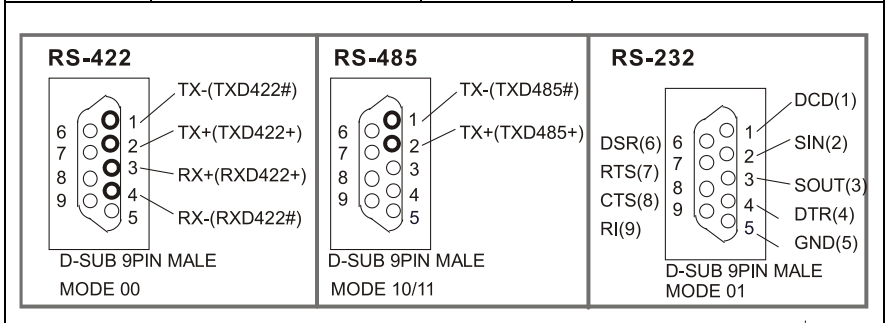 RS-422
TX-(TXD422#)
TX+(TXD422+)
RX+(RXD422+)
RX-(RXD422#)
6
7
8
9
1
2
3
4
5
D-SUB 9PIN MALE
MODE 00
RS-485
TX-(TXD485#)
TX+(TXD485+)
6
7
8
9
1
2
3
4
5
D-SUB 9PIN MALE
MODE 10/11
RS-232
DSR(6)
RTS(7)
CTS(8)
RI(9)
6
7
8
9
1
2
3
4
5
DCD(1)
SIN(2)
SOUT(3)
DTR(4)
GND(5)
D-SUB 9PIN MALE
MODE 01